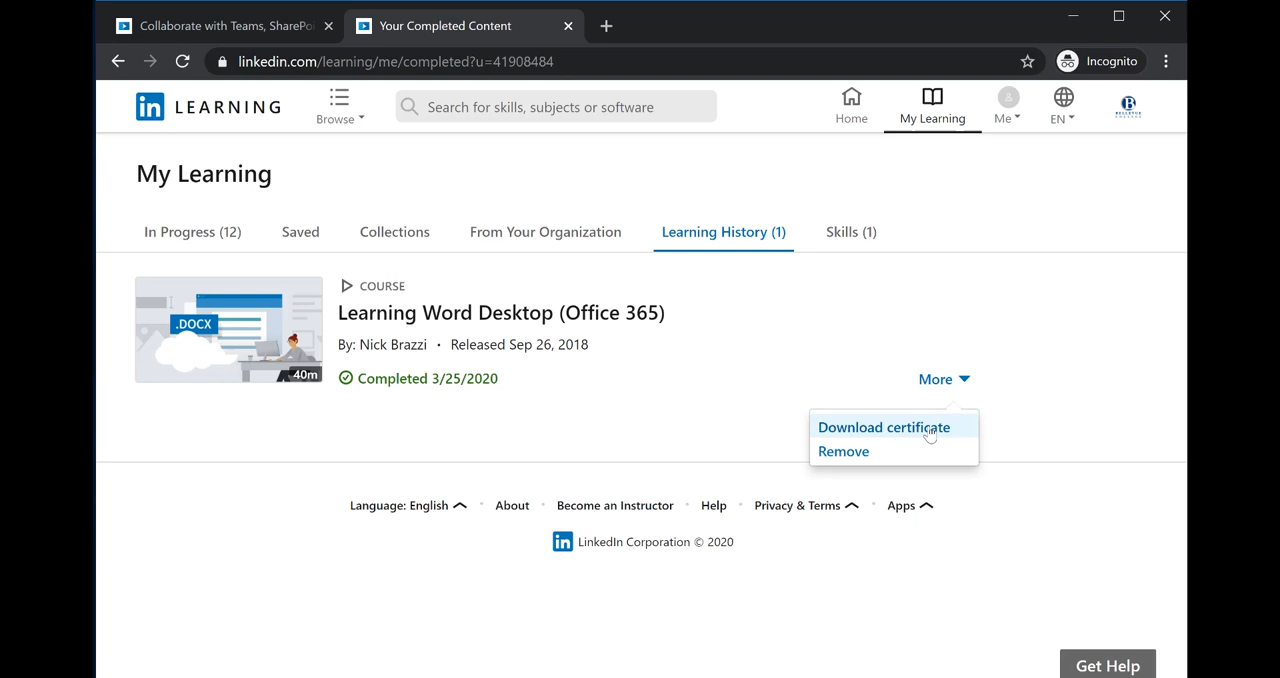 Collaborate with Teams, SharePoi
Your Completed Content
linkedin.com/learning/me/completed?u=41908484
Incognito
in LEARNING
Browse
Search for skills, subjects or software
Home
My Learning
Me
EN
B
My Learning
In Progress (12)
Saved
Collections
From Your Organization
Learning History (1)
Skills (1)
.DOCX
40m
COURSE
Learning Word Desktop (Office 365)
By: Nick Brazzi • Released Sep 26, 2018
Completed 3/25/2020
More
Download certificate
Remove
Language: English
About
Become an Instructor
Help
Privacy & Terms
Apps
in LinkedIn Corporation © 2020
Get Help